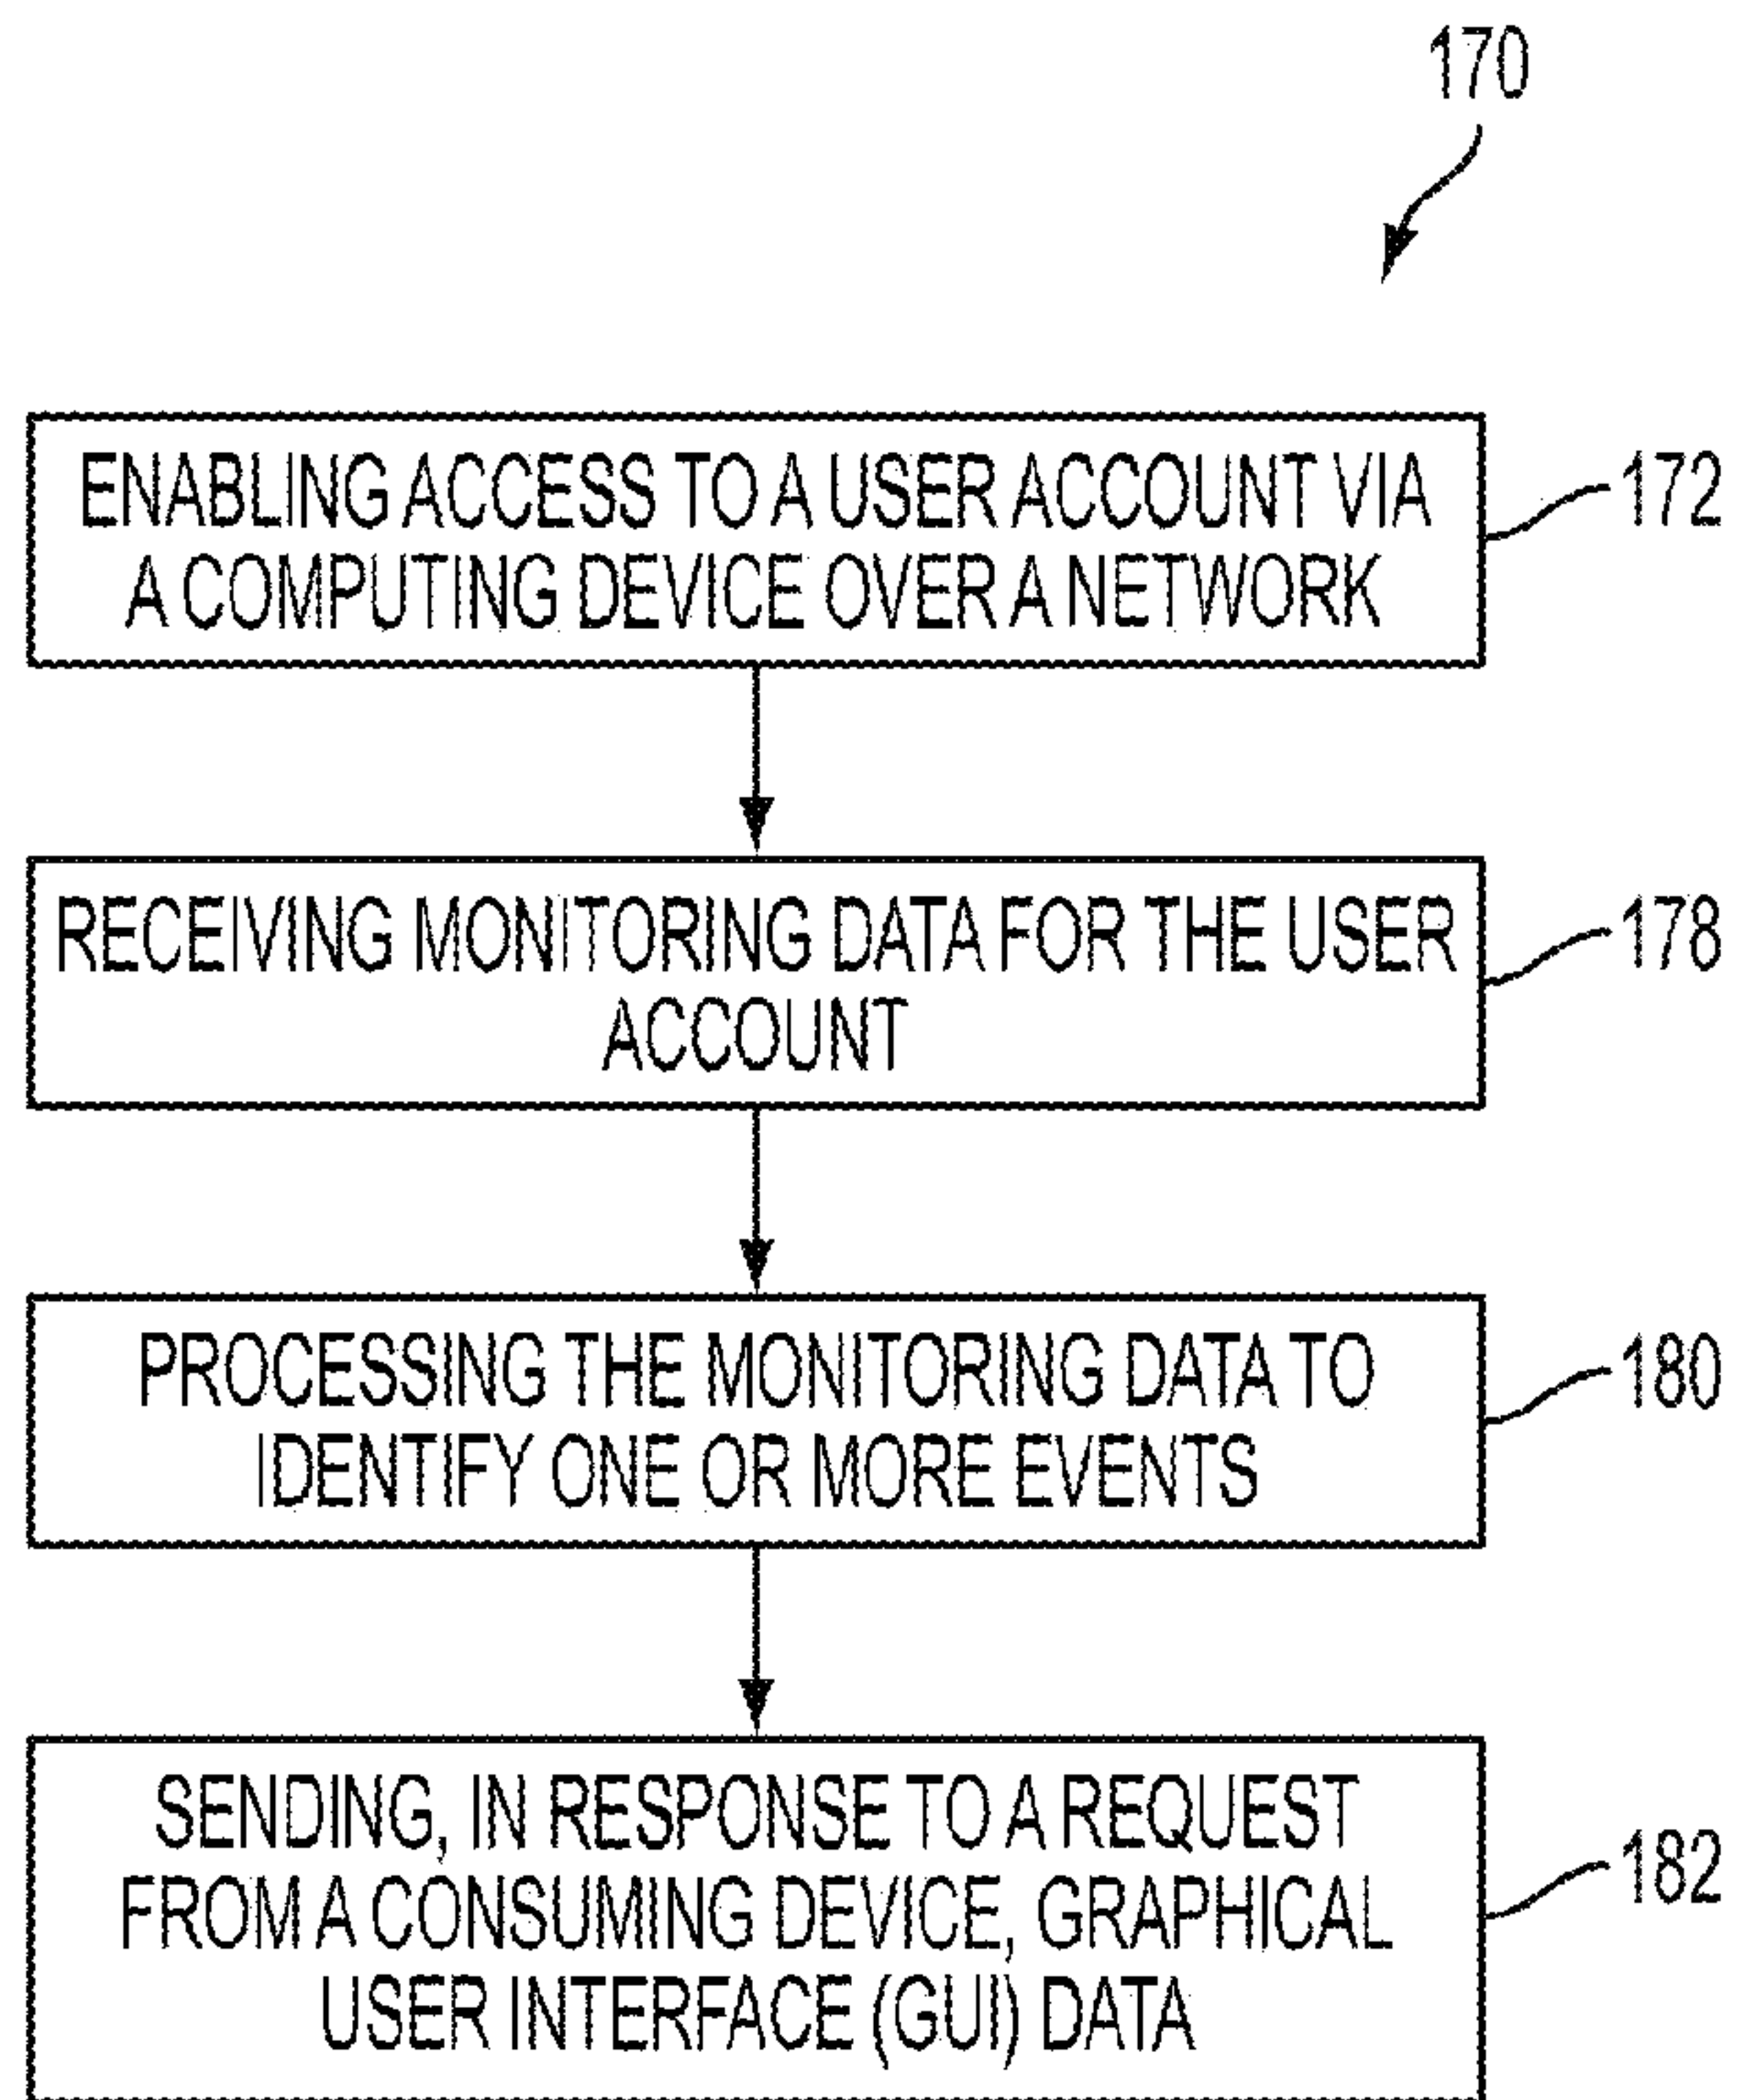 170
ENABLING ACCESS TO A USER ACCOUNT VIA
A COMPUTING DEVICE OVER A NETWORK
172
RECEIVING MONITORING DATA FOR THE USER
ACCOUNT
178
PROCESSING THE MONITORING DATA TO
IDENTIFY ONE OR MORE EVENTS
180
SENDING, IN RESPONSE TO A REQUEST
FROM A CONSUMING DEVICE, GRAPHICAL
USER INTERFACE (GUI) DATA
182